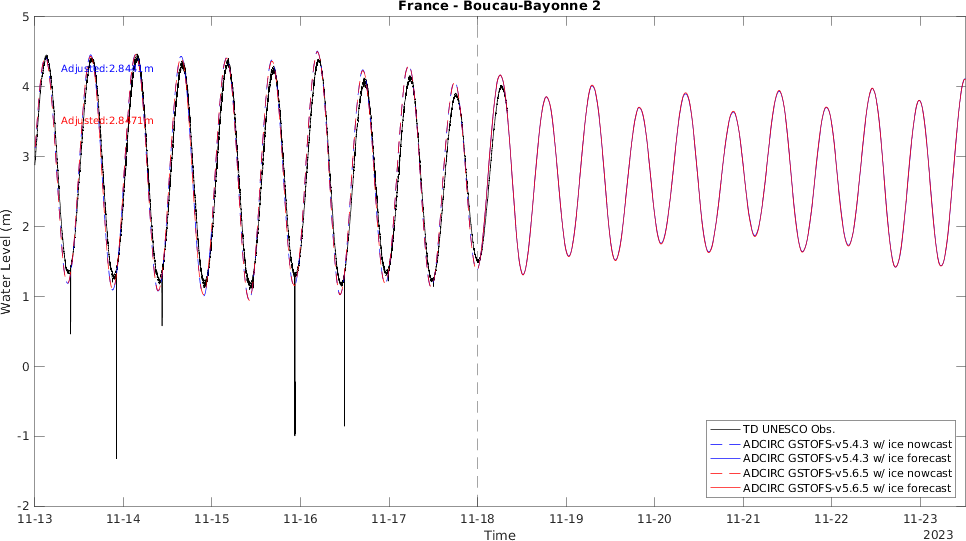 France - Boucau-Bayonne 2
5
4
3
2
1
0
-1
-2
Water Level (m)
Adjusted:2.8441m
Adjusted:2.8471m
TD UNESCO Obs.
ADCIRC GSTOFS-v5.4.3 w/ ice nowcast
ADCIRC GSTOFS-v5.4.3 w/ ice forecast
ADCIRC GSTOFS-v5.6.5 w/ ice nowcast
ADCIRC GSTOFS-v5.6.5 w/ ice forecast
11-13 11-14 11-15 11-16 11-17 11-18 11-19 11-20 11-21 11-22 11-23
Time
2023